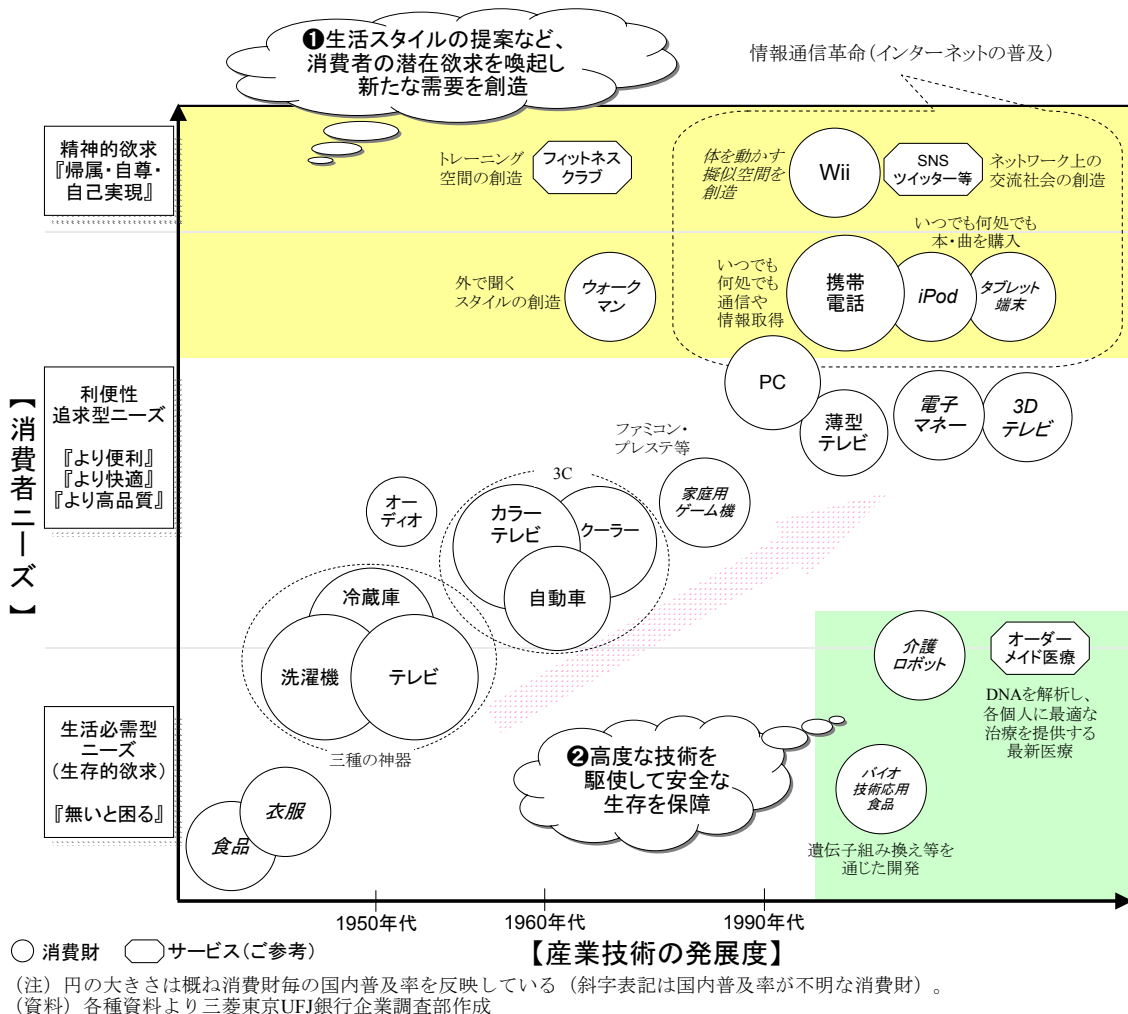 ❶生活スタイルの提案など、
消費者の潜在欲求を喚起し
新たな需要を創造
情報通信革命(インターネットの普及)
精神的欲求
『帰属・自尊・
自己実現』
トレーニング
空間の創造
フィットネス
クラブ
体を動かす
擬似空間を
創造
Wii
SNS
ツイッター等
ネットワーク上の
交流社会の創造
いつでも何処でも
本・曲を購入
外で聞く
スタイルの創造
ウォーク
マン
いつでも
何処でも
通信や
情報取得
携帯
電話
iPod
タブレット
端末
【消費者ニーズ】
利便性
追求型ニーズ
『より便利』
『より快適』
『より高品質』
PC
薄型
テレビ
電子
マネー
3D
テレビ
ファミコン・
プレステ等
家庭用
ゲーム機
オー
ディオ
3C
カラー
テレビ
クーラー
自動車
冷蔵庫
洗濯機
テレビ
三種の神器
介護
ロボット
オーダー
メイド医療
DNAを解析し、
各個人に最適な
治療を提供する
最新医療
生活必需型
ニーズ
(生存的欲求)
『無いと困る』
❷高度な技術を
駆使して安全な
生存を保障
バイオ
技術応用
食品
遺伝子組み換え等を
通じた開発
衣服
食品
1950年代
1960年代
1990年代
【産業技術の発展度】
消費財
サービス(ご参考)
(注)円の大きさは概ね消費財毎の国内普及率を反映している(斜字表記は国内普及率が不明な消費財)。
(資料)各種資料より三菱東京UFJ銀行企業調査部作成